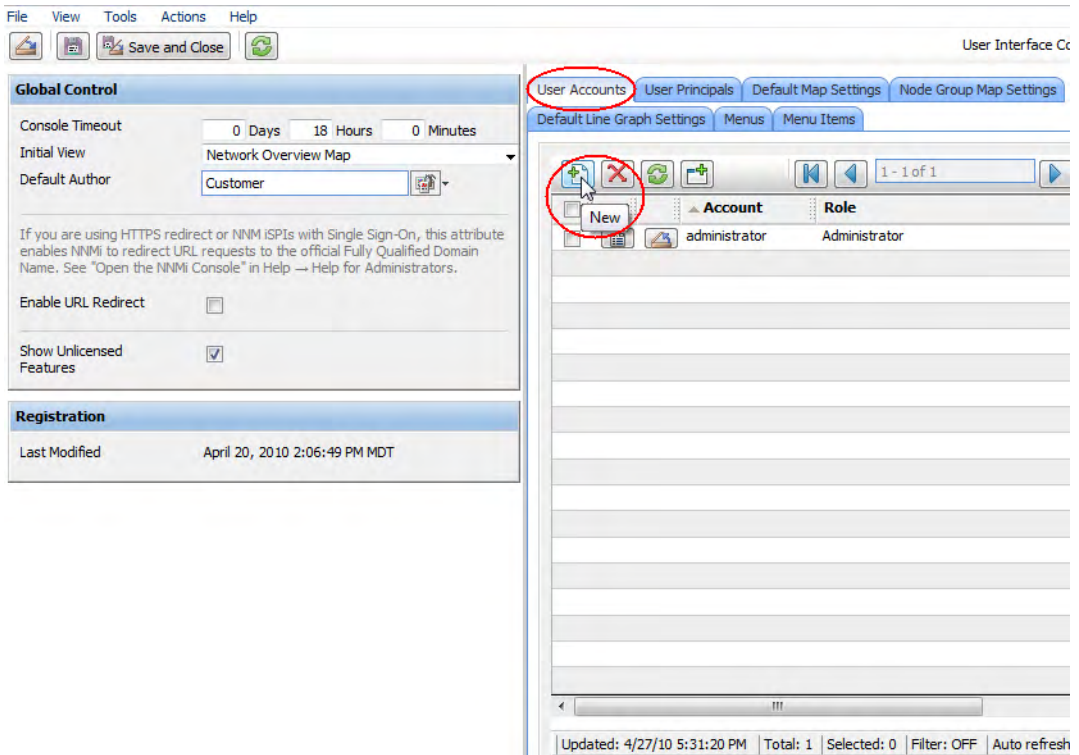 File View Tools Actions Help
Save and Close
User Interface Co
Global Control
Console Timeout 0 Days 18 Hours 0 Minutes
Initial View Network Overview Map
Default Author Customer
If you are using HTTPS redirect or NNM iSPIs with Single Sign-On, this attribute
enables NNMi to redirect URL requests to the official Fully Qualified Domain
Name. See "Open the NNMi Console" in Help → Help for Administrators.
Enable URL Redirect
Show Unlicensed
Features
Registration
Last Modified April 20, 2010 2:06:49 PM MDT
User Accounts User Principals Default Map Settings Node Group Map Settings
Default Line Graph Settings Menus Menu Items
1 - 1 of 1
New
Account Role
administrator Administrator
Updated: 4/27/10 5:31:20 PM Total: 1 Selected: 0 Filter: OFF Auto refresh